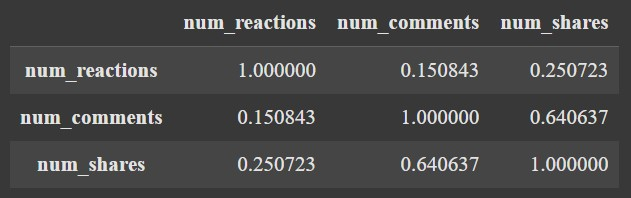 num_reactions num_comments num_shares
num_reactions 1.000000 0.150843 0.250723
num_comments 0.150843 1.000000 0.640637
num_shares 0.250723 0.640637 1.000000